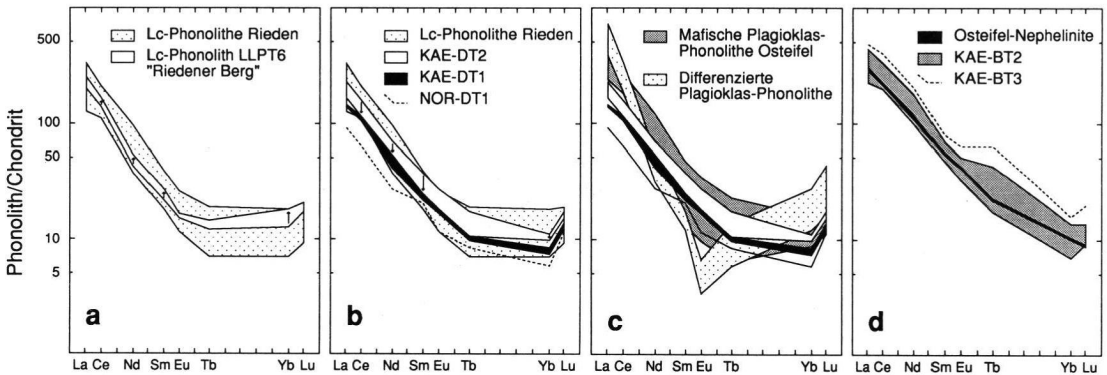 Phonolith/Chondrit
500
100
50
10
5
Lc-Phonolithe Rieden
Lc-Phonolith LLPT6
"Riedener Berg"
a
La Ce Nd Sm Eu Tb Yb Lu
Lc-Phonolithe Rieden
KAE-DT2
KAE-DT1
NOR-DT1
b
La Ce Nd Sm Eu Tb Yb Lu
Mafische Plagioklas-
Phonolithe Osteifel
Differenzierte
Plagioklas-Phonolithe
c
La Ce Nd Sm Eu Tb Yb Lu
Osteifel-Nephelinite
KAE-BT2
KAE-BT3
d
La Ce Nd Sm Eu Tb Yb Lu